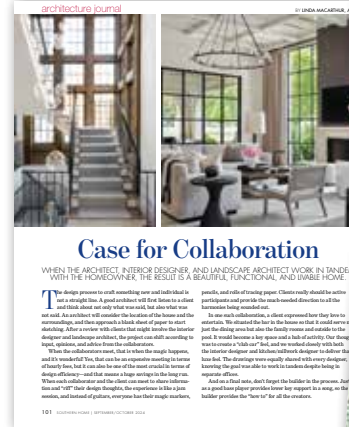 architecture journal
BY LINDA MACARTHUR, A
Case for Collaboration
WHEN THE ARCHITECT, INTERIOR DESIGNER, AND LANDSCAPE ARCHITECT WORK IN TANDE
WITH THE HOMEOWNER, THE RESULT IS A BEAUTIFUL, FUNCTIONAL, AND LIVABLE HOME.
The design process to craft something new and individual is
not a straight line. A good architect will first listen to a client
and think about not only what was said, but also what was
not said. An architect will consider the location of the house and the
surroundings, and then approach a blank sheet of paper to start
sketching. After a review with clients that might involve the interior
designer and landscape architect, the project can shift according to
input, opinions, and advice from the collaborators.
When the collaborators meet, that is when the magic happens,
and it's wonderful! Yes, that can be an expensive meeting in terms
of hourly fees, but it can also be one of the most crucial in terms of
design efficiency—and that means a huge savings in the long run.
When each collaborator and the client can meet to share informa-
tion and "riff" their design thoughts, the experience is like a jam
session, and instead of guitars, everyone has their magic markers,
pencils, and rolls of tracing paper. Clients really should be active
participants and provide the much-needed direction to all the
harmonies being sounded out.
In one such collaboration, a client expressed how they love to
entertain. We situated the bar in the house so that it could serve n
just the dining area but also the family rooms and outside to the
pool. It would become a key space and a hub of activity. Our thoug
was to create a "club car" feel, and we worked closely with both
the interior designer and kitchen/millwork designer to deliver tha
luxe feel. The drawings were equally shared with every designer,
knowing the goal was able to work in tandem despite being in
separate offices.
And on a final note, don't forget the builder in the process. Just
as a good bass player provides lower key support in a song, so the
builder provides the "how to" for all the creators.
101 SOUTHERN HOME | SEPTEMBER/OCTOBER 2024